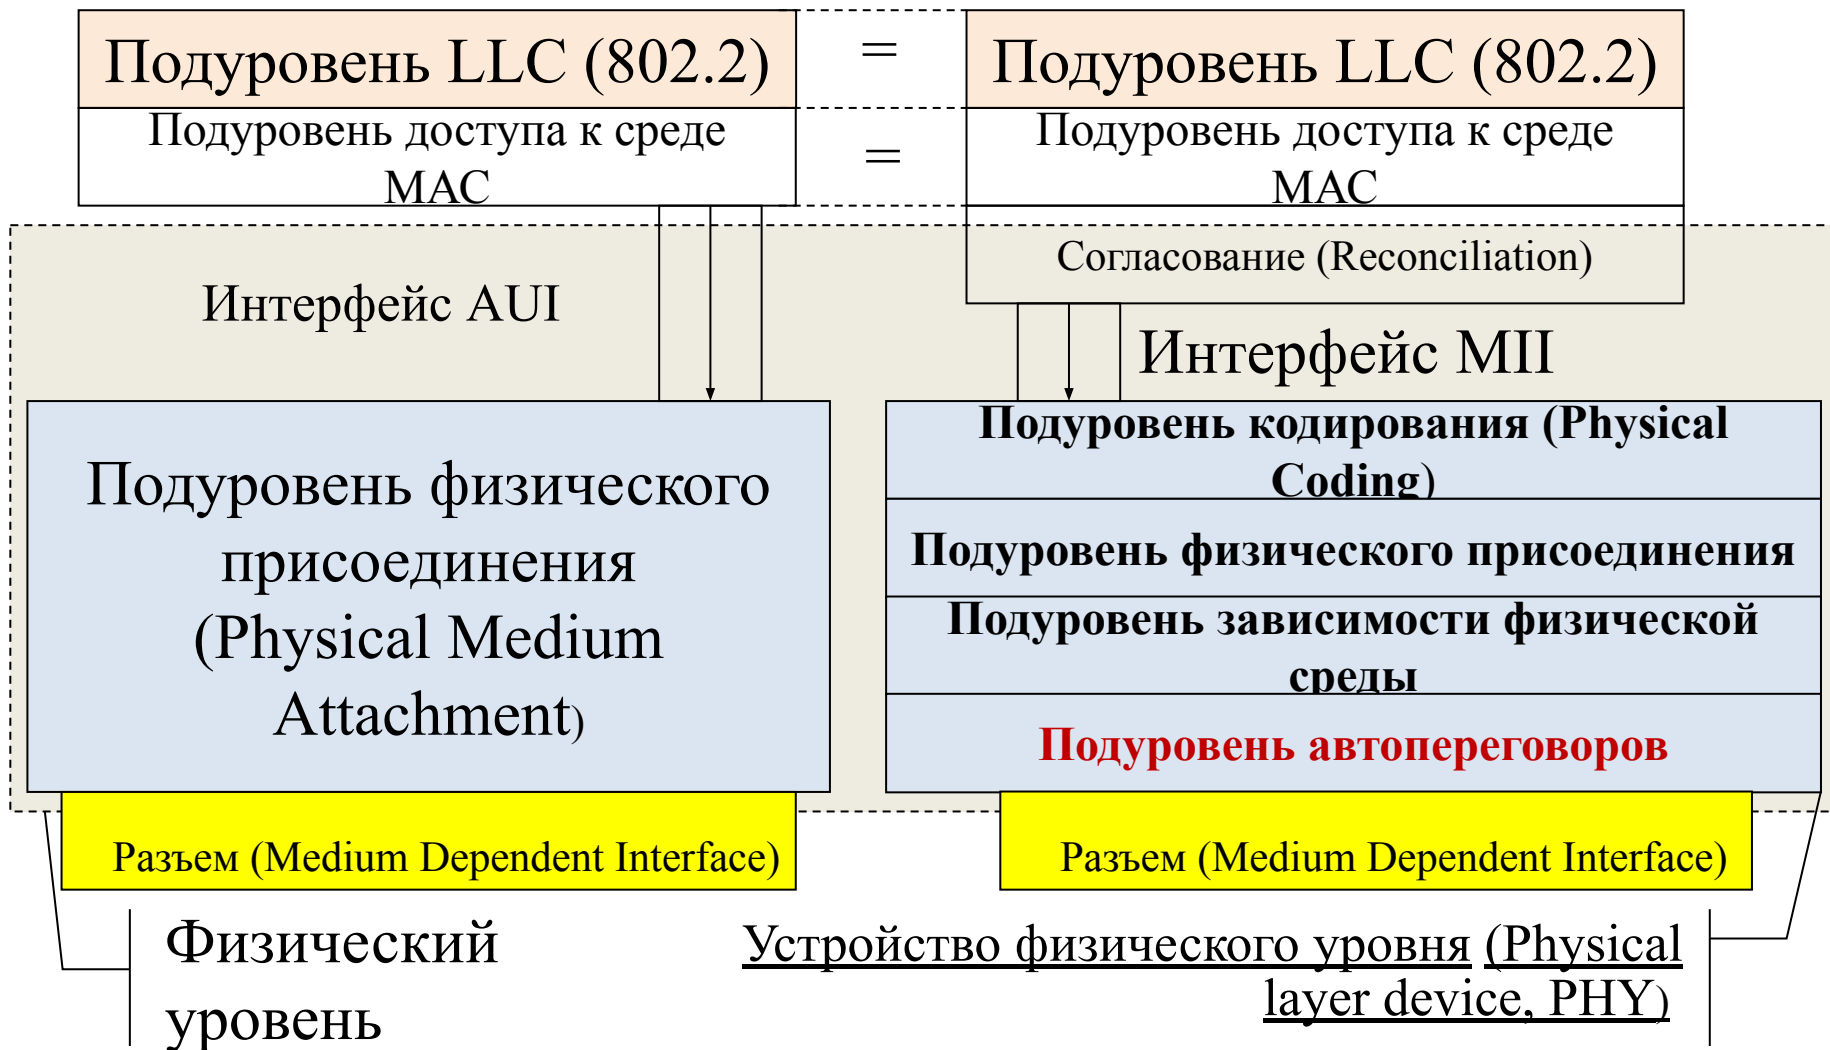 Подуровень LLC (802.2)
=
Подуровень LLC (802.2)
Подуровень доступа к среде
MAC
=
Подуровень доступа к среде
MAC
Согласование (Reconciliation)
Интерфейс AUI
Интерфейс MII
Подуровень физического
присоединения
(Physical Medium
Attachment)
Подуровень кодирования (Physical
Coding)
Подуровень физического присоединения
Подуровень зависимости физической
среды
Подуровень автопереговоров
Разъем (Medium Dependent Interface)
Разъем (Medium Dependent Interface)
Физический
уровень
Устройство физического уровня (Physical
layer device, PHY)